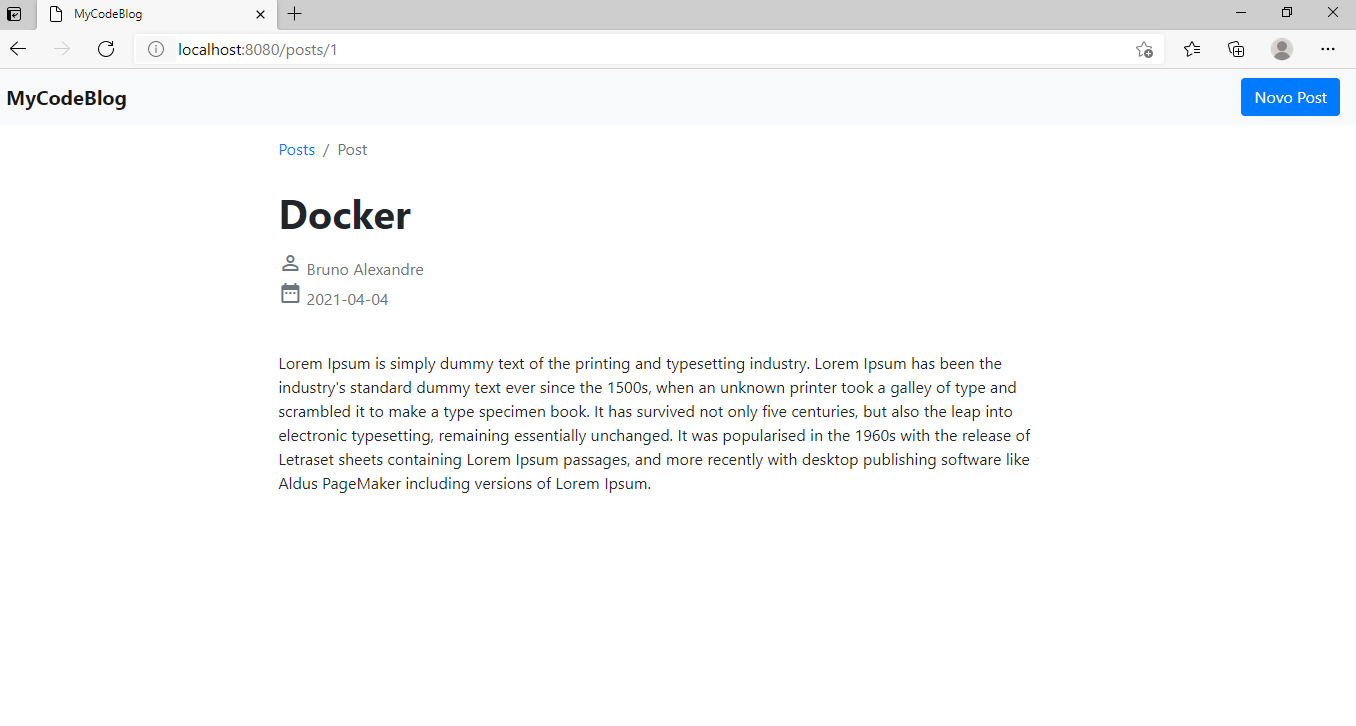 MyCodeBlog
localhost:8080/posts/1
MyCodeBlog
Novo Post
Posts / Post
Docker
Bruno Alexandre
2021-04-04
Lorem Ipsum is simply dummy text of the printing and typesetting industry. Lorem Ipsum has been the
industry's standard dummy text ever since the 1500s, when an unknown printer took a galley of type and
scrambled it to make a type specimen book. It has survived not only five centuries, but also the leap into
electronic typesetting, remaining essentially unchanged. It was popularised in the 1960s with the release of
Letraset sheets containing Lorem Ipsum passages, and more recently with desktop publishing software like
Aldus PageMaker including versions of Lorem Ipsum.